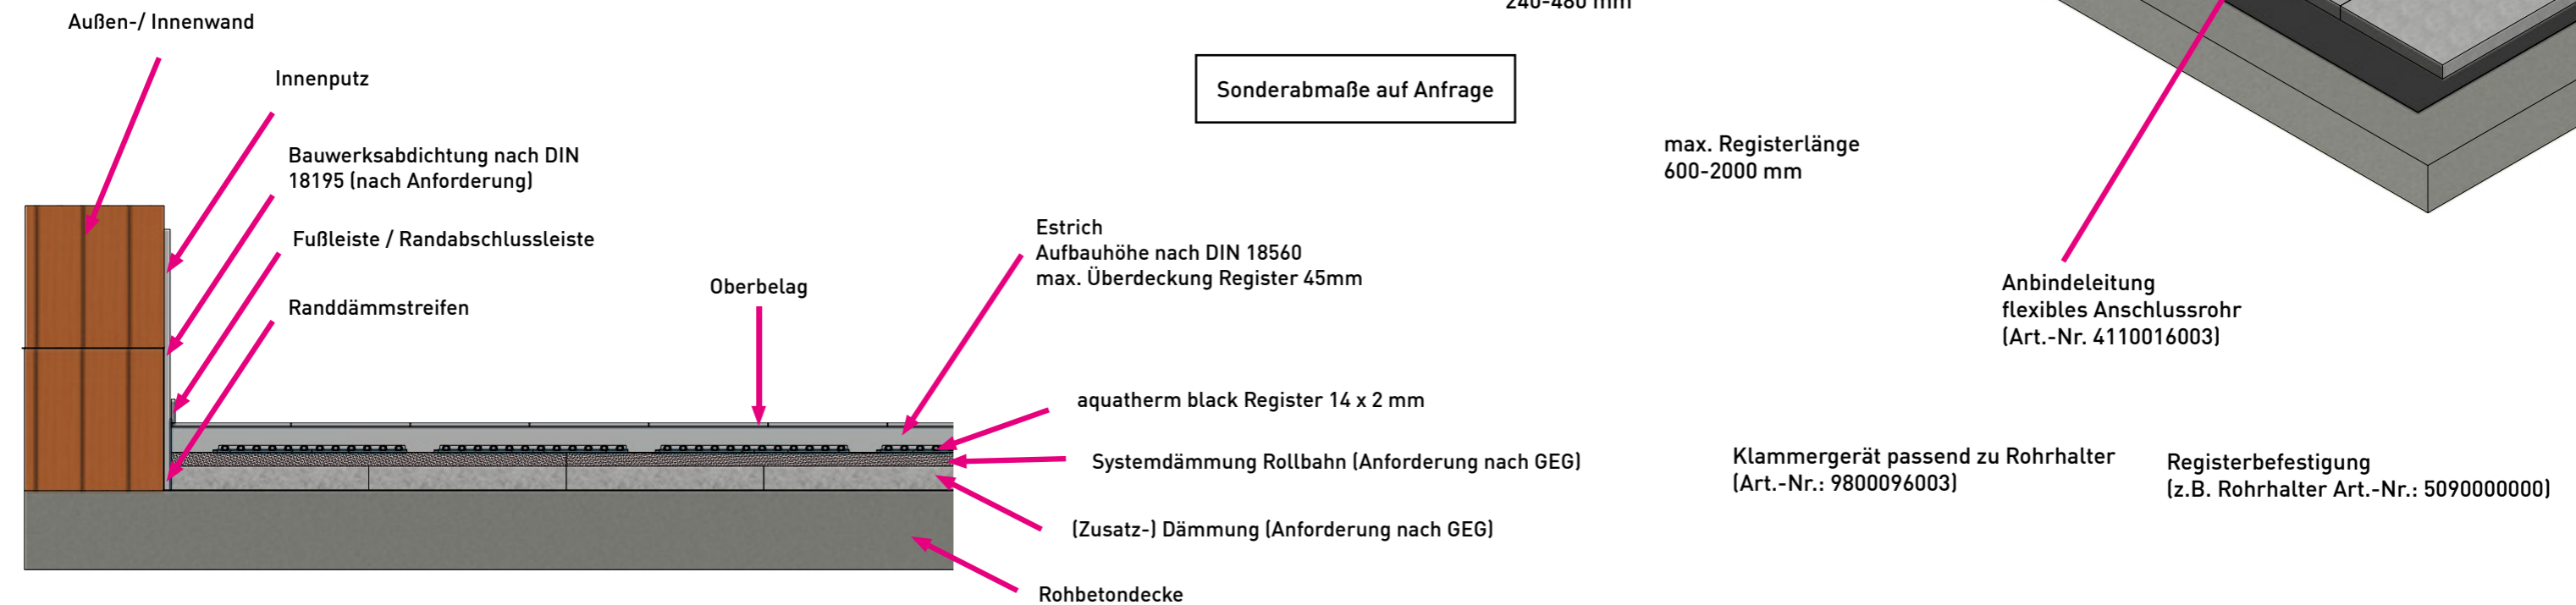 Außen-/ Innenwand
Innenputz
Bauwerksabdichtung nach DIN
18195 (nach Anforderung)
Fußleiste / Randabschlussleiste
Randdämmstreifen
Oberbelag
Estrich
Aufbauhöhe nach DIN 18560
max. Überdeckung Register 45mm
aquatherm black Register 14 x 2 mm
Systemdämmung Rollbahn (Anforderung nach GEG)
(Zusatz-) Dämmung (Anforderung nach GEG)
Rohbetondecke
240-480 mm
Sonderabmaße auf Anfrage
max. Registerlänge
600-2000 mm
Anbindeleitung
flexibles Anschlussrohr
(Art.-Nr. 4110016003)
Klammergerät passend zu Rohrhalter
(Art.-Nr.: 9800096003)
Registerbefestigung
(z.B. Rohrhalter Art.-Nr.: 5090000000)